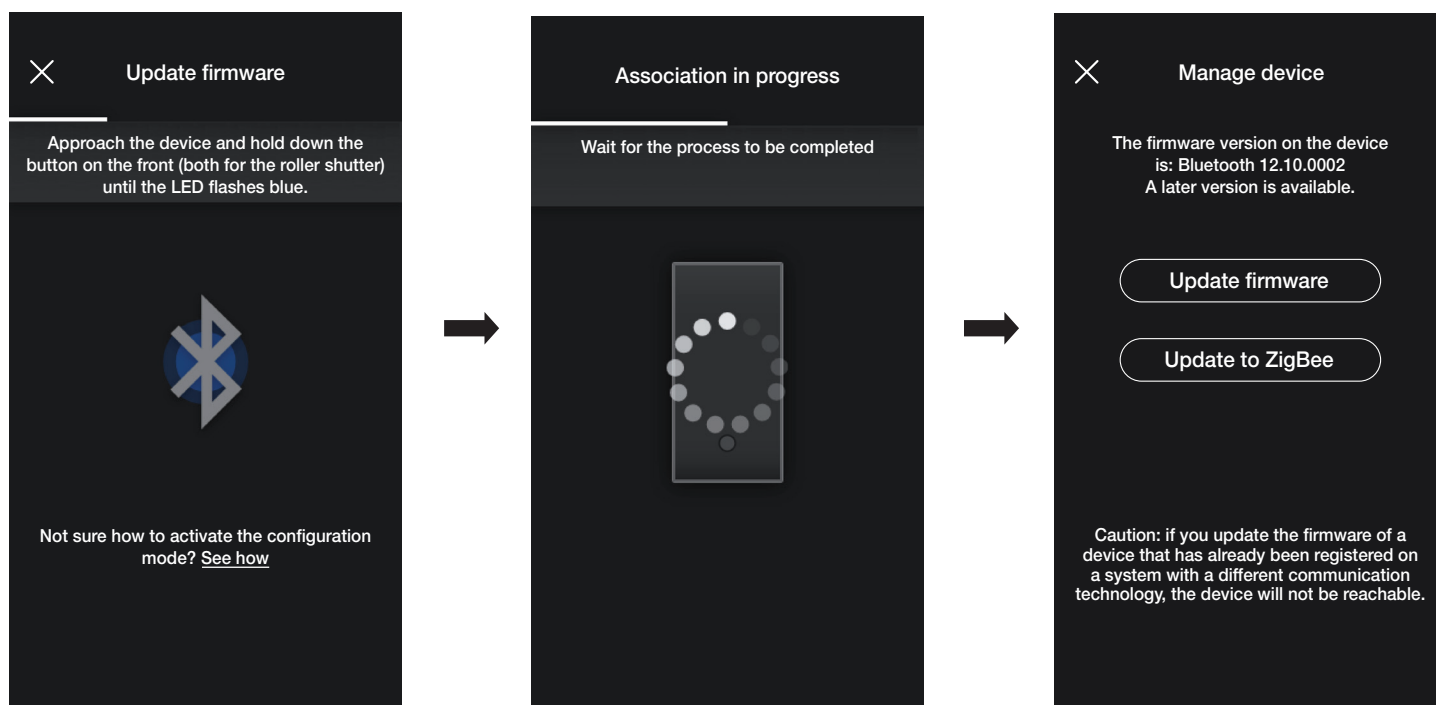 Update firmware
Approach the device and hold down the
button on the front (both for the roller shutter)
until the LED flashes blue.
Not sure how to activate the configuration
mode? See how
Association in progress
Wait for the process to be completed
Manage device
The firmware version on the device
is: Bluetooth 12.10.0002
A later version is available.
Update firmware
Update to ZigBee
Caution: if you update the firmware of a
device that has already been registered on
a system with a different communication
technology, the device will not be reachable.